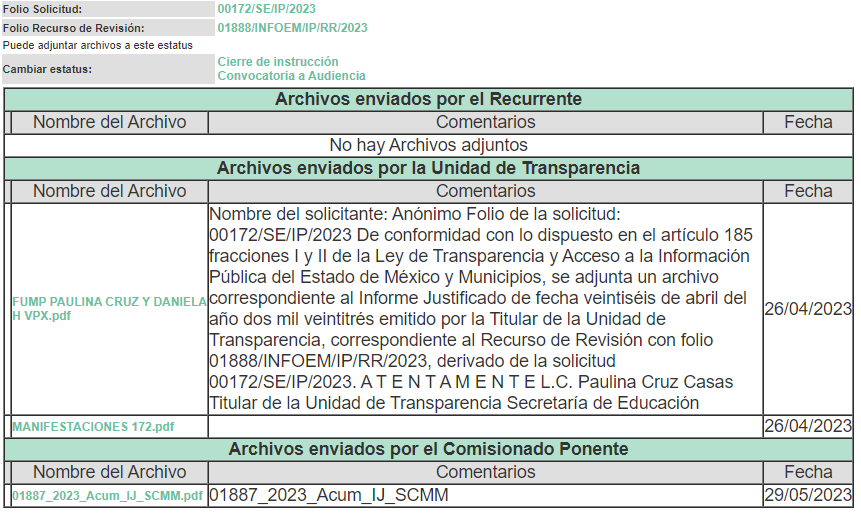 Folio Solicitud: 00172/SE/IP/2023
Folio Recurso de Revisión: 01888/INFOEM/IP/RR/2023
Puede adjuntar archivos a este estatus
Cambiar estatus: Cierre de instrucción
Convocatoria a Audiencia
Archivos enviados por el Recurrente
Nombre del Archivo Comentarios Fecha
No hay Archivos adjuntos
Archivos enviados por la Unidad de Transparencia
Nombre del Archivo Comentarios Fecha
FUMP PAULINA CRUZ Y DANIELA
H VPX.pdf
Nombre del solicitante: Anónimo Folio de la solicitud:
00172/SE/IP/2023 De conformidad con lo dispuesto en el artículo 185
fracciones I y II de la Ley de Transparencia y Acceso a la Información
Pública del Estado de México y Municipios, se adjunta un archivo
correspondiente al Informe Justificado de fecha veintiséis de abril del
año dos mil veintitrés emitido por la Titular de la Unidad de
Transparencia, correspondiente al Recurso de Revisión con folio
01888/INFOEM/IP/RR/2023, derivado de la solicitud
00172/SE/IP/2023. A T E N T A M E N T E L.C. Paulina Cruz Casas
Titular de la Unidad de Transparencia Secretaría de Educación
26/04/2023
MANIFESTACIONES 172.pdf 26/04/2023
Archivos enviados por el Comisionado Ponente
Nombre del Archivo Comentarios Fecha
01887_2023_Acum_IJ_SCMM.pdf 01887_2023_Acum_IJ_SCMM 29/05/2023